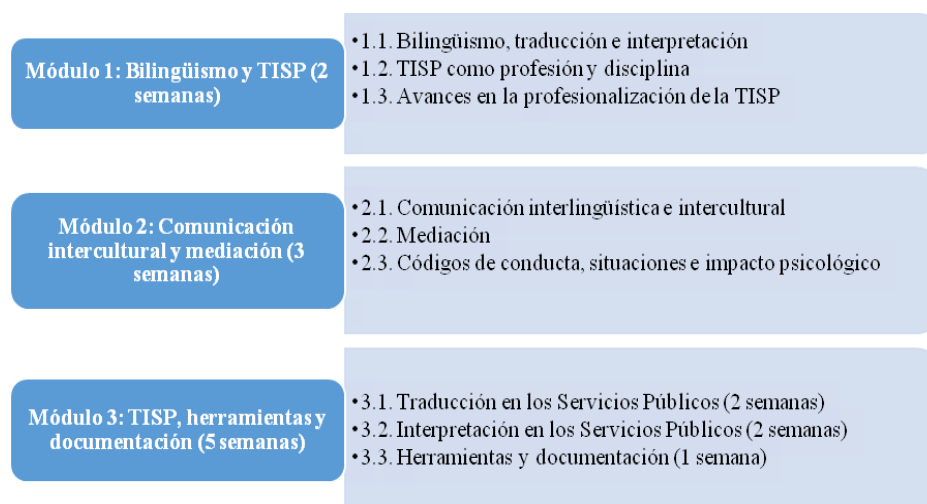 Módulo 1: Bilingüismo y TISP (2
semanas)
•1.1. Bilingüismo, traducción e interpretación
•1.2. TISP como profesión y disciplina
•1.3. Avances en la profesionalización de la TISP
Módulo 2: Comunicación
intercultural y mediación (3
semanas)
•2.1. Comunicación interlingüística e intercultural
•2.2. Mediación
•2.3. Códigos de conducta, situaciones e impacto psicológico
Módulo 3: TISP, herramientas y
documentación (5 semanas)
•3.1. Traducción en los Servicios Públicos (2 semanas)
•3.2. Interpretación en los Servicios Públicos (2 semanas)
•3.3. Herramientas y documentación (1 semana)